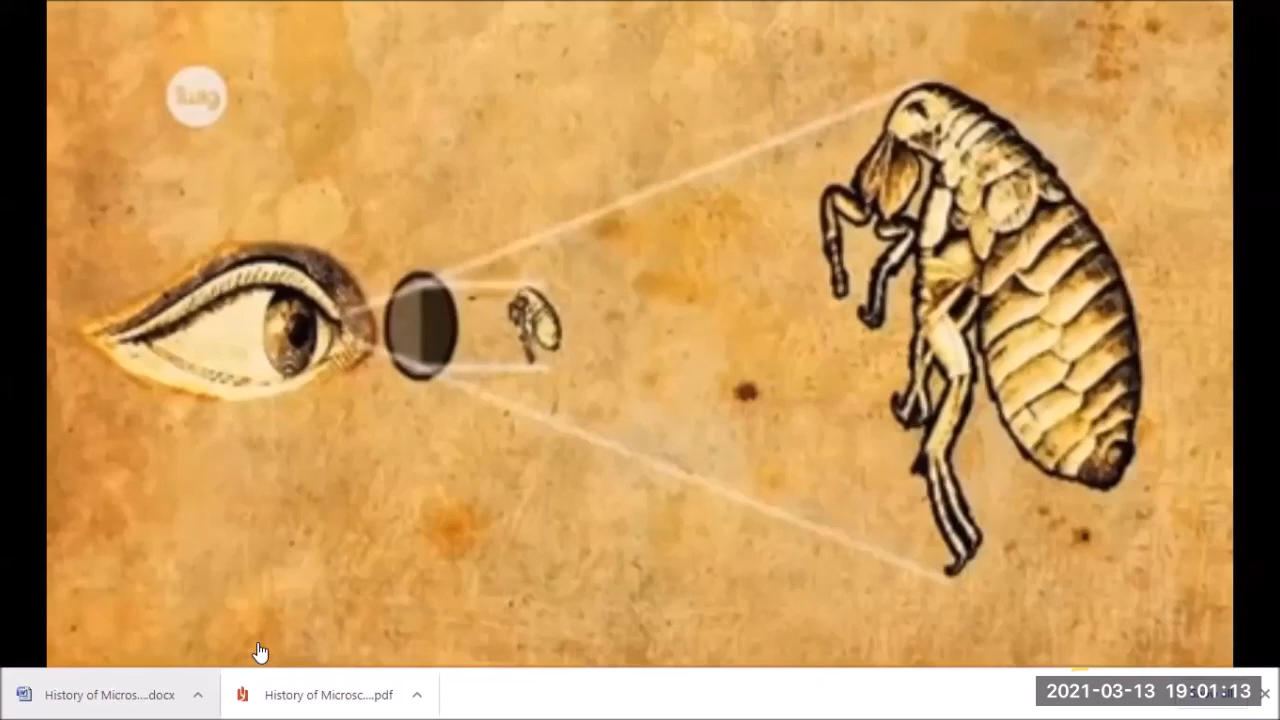 History of Micros....docx
History of Microsc....pdf
2021-03-13 19:01:13